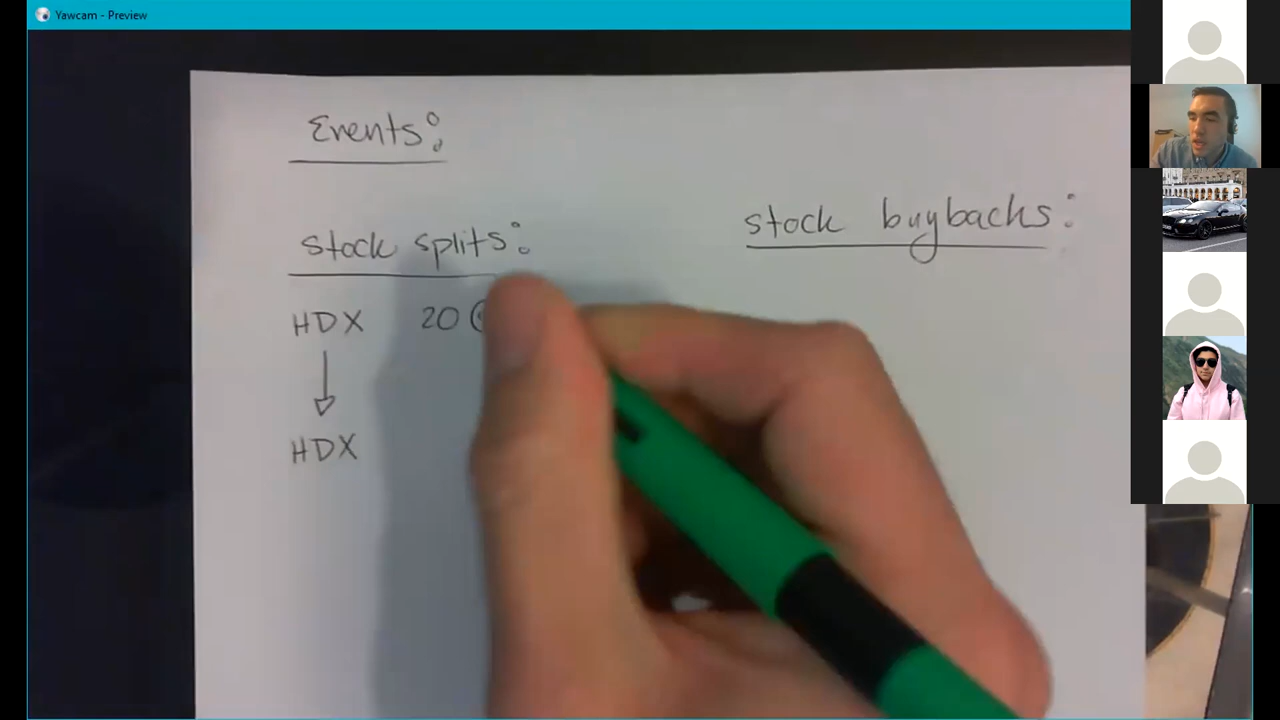 Yawcam - Preview
Events:
stock splits:
stock buybacks:
HDX 20
HDX